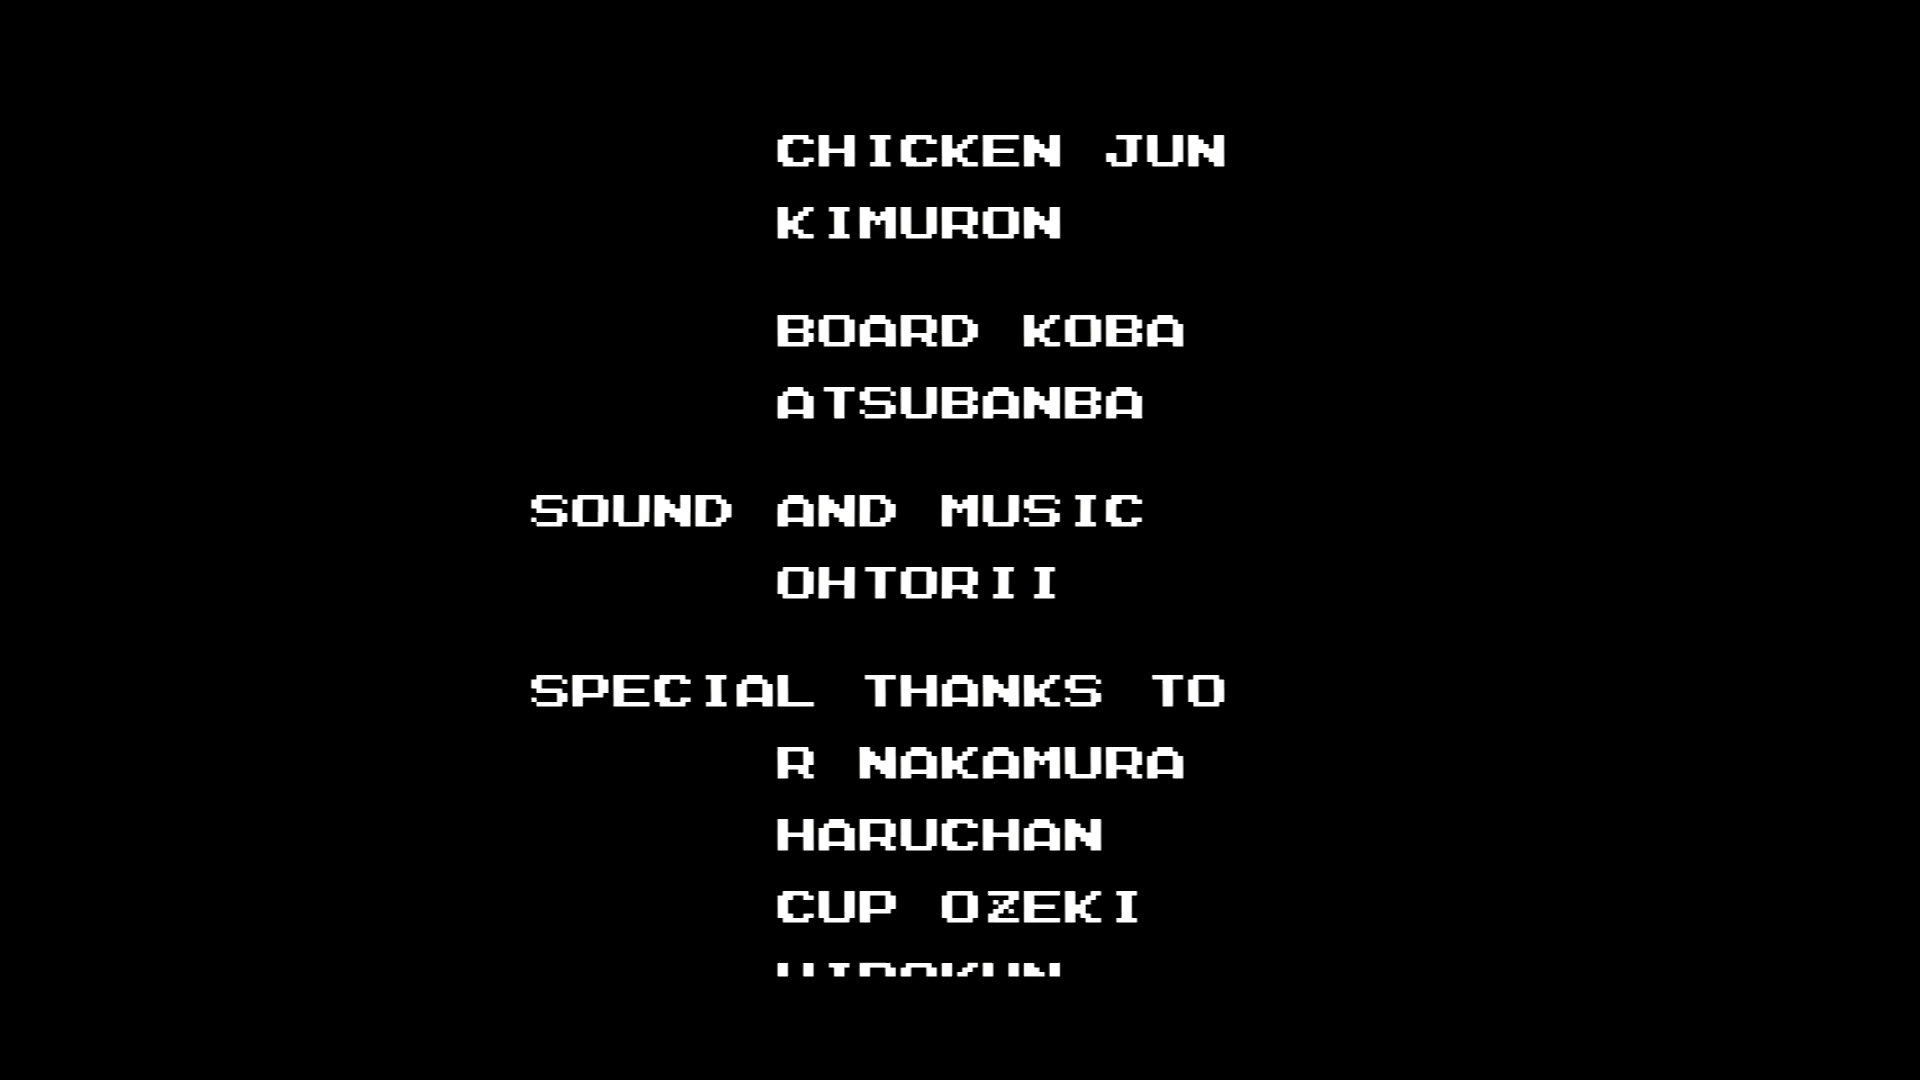 CHICKEN JUN
KIMURON
BOARD KOBA
ATSUBANBA
SOUND AND MUSIC
OHTORII
SPECIAL THANKS TO
R NAKAMURA
HARUCHAN
CUP OZEKI